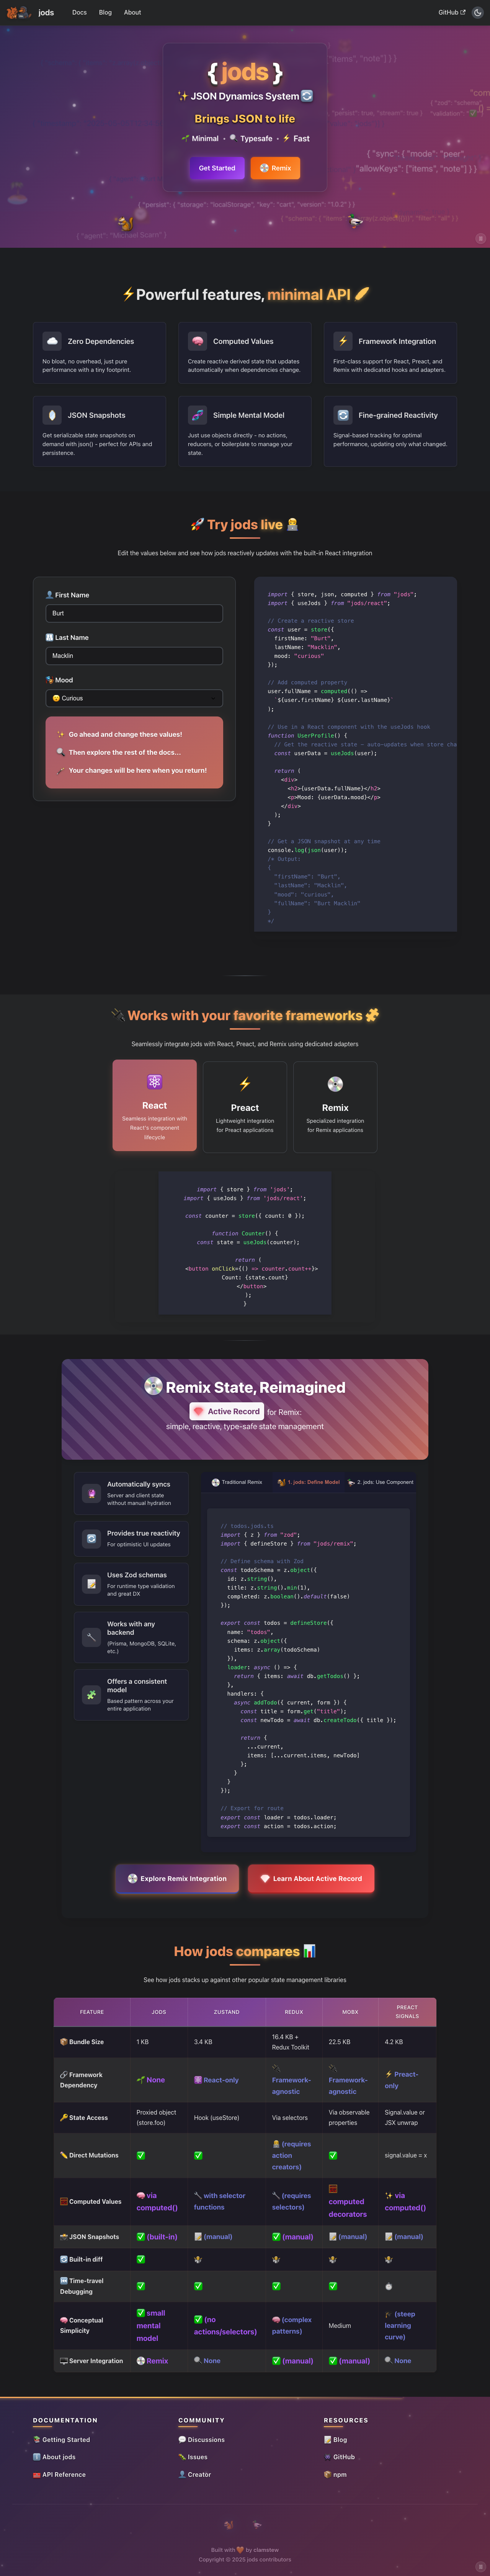 jods
Docs
Blog
About
GitHub
{ jods }
JSON Dynamics System
Brings JSON to life
Minimal • Typesafe • Fast
Get Started
Remix
"items", "note"] } }
{ "sync": { "mode": "peer",
"allowKeys": ["items", "note"] } }
{ "persist": { "storage": "localStorage", "key": "cart", "version": "1.0.2" } }
Powerful features, minimal API
Zero Dependencies
No bloat, no overhead, just pure
performance with a tiny footprint.
Computed Values
Create reactive derived state that updates
automatically when dependencies change.
Framework Integration
First-class support for React, Preact, and
Remix with dedicated hooks and adapters.
JSON Snapshots
Get serializable state snapshots on
demand with json() - perfect for APIs and
persistence.
Simple Mental Model
Just use objects directly - no actions,
reducers, or boilerplate to manage your
state.
Fine-grained Reactivity
Signal-based tracking for optimal
performance, updating only what changed.
Try jods live
Edit the values below and see how jods reactively updates with the built-in React integration
First Name
Burt
Last Name
Macklin
Mood
Curious
Go ahead and change these values!
Then explore the rest of the docs...
Your changes will be here when you return!
import { store, json, computed } from "jods";
import { useJods } from "jods/react";
// Create a reactive store
const user = store({
firstName: "Burt",
lastName: "Macklin",
mood: "curious"
});
// Add computed property
user.fullName = computed(() =>
`${user.firstName} ${user.lastName}`
);
// Use in a React component with the useJods hook
function UserProfile() {
// Get the reactive state - auto-updates when store cha
const userData = useJods(user);
return (
<div>
<h2>{userData.fullName}</h2>
<p>Mood: {userData.mood}</p>
</div>
);
}
// Get a JSON snapshot at any time
console.log(json(user));
/* Output:
{
"firstName": "Burt",
"lastName": "Macklin",
"mood": "curious",
"fullName": "Burt Macklin"
}
*/
Works with your favorite frameworks
Seamlessly integrate jods with React, Preact, and Remix using dedicated adapters
React
Seamless integration with
React's component
lifecycle
Preact
Lightweight integration
for Preact applications
Remix
Specialized integration
for Remix applications
import { store } from 'jods';
import { useJods } from 'jods/react';
const counter = store({ count: 0 });
function Counter() {
const state = useJods(counter);
return (
<button onClick={() => counter.count++}>
Count: {state.count}
</button>
);
}
Remix State, Reimagined
Active Record for Remix:
simple, reactive, type-safe state management
Automatically syncs
Server and client state
without manual hydration
Provides true reactivity
For optimistic UI updates
Uses Zod schemas
For runtime type validation
and great DX
Works with any
backend
(Prisma, MongoDB, SQLite,
etc.)
Offers a consistent
model
Based pattern across your
entire application
Traditional Remix
1. jods: Define Model
2. jods: Use Component
// todos.jods.ts
import { z } from "zod";
import { defineStore } from "jods/remix";
// Define schema with Zod
const todoSchema = z.object({
id: z.string(),
title: z.string().min(1),
completed: z.boolean().default(false)
});
export const todos = defineStore({
name: "todos",
schema: z.object({
items: z.array(todoSchema)
}),
loader: async () => {
return { items: await db.getTodos() };
},
handlers: {
async addTodo({ current, form }) {
const title = form.get("title");
const newTodo = await db.createTodo({ title });
return {
...current,
items: [...current.items, newTodo]
};
}
}
});
// Export for route
export const loader = todos.loader;
export const action = todos.action;
Explore Remix Integration
Learn About Active Record
How jods compares
See how jods stacks up against other popular state management libraries
FEATURE JODS ZUSTAND REDUX MOBX PREACT SIGNALS
Bundle Size 1 KB 3.4 KB 16.4 KB + Redux Toolkit 22.5 KB 4.2 KB
Framework Dependency None React-only Framework-agnostic Framework-agnostic Preact-only
State Access Proxied object (store.foo) Hook (useStore) Via selectors Via observable properties Signal.value or JSX unwrap
Direct Mutations ✅ ✅ (requires action creators) ✅ signal.value = x
Computed Values via computed() with selector functions (requires selectors) computed decorators via computed()
JSON Snapshots ✅ (built-in) (manual) ✅ (manual) (manual) (manual)
Built-in diff ✅
Time-travel Debugging ✅ ✅ ✅ ✅
Conceptual Simplicity ✅ small mental model ✅ (no actions/selectors) (complex patterns) Medium (steep learning curve)
Server Integration Remix None ✅ (manual) ✅ (manual) None
DOCUMENTATION
Getting Started
About jods
API Reference
COMMUNITY
Discussions
Issues
Creator
RESOURCES
Blog
GitHub
npm
Built with by clamstew
Copyright © 2025 jods contributors